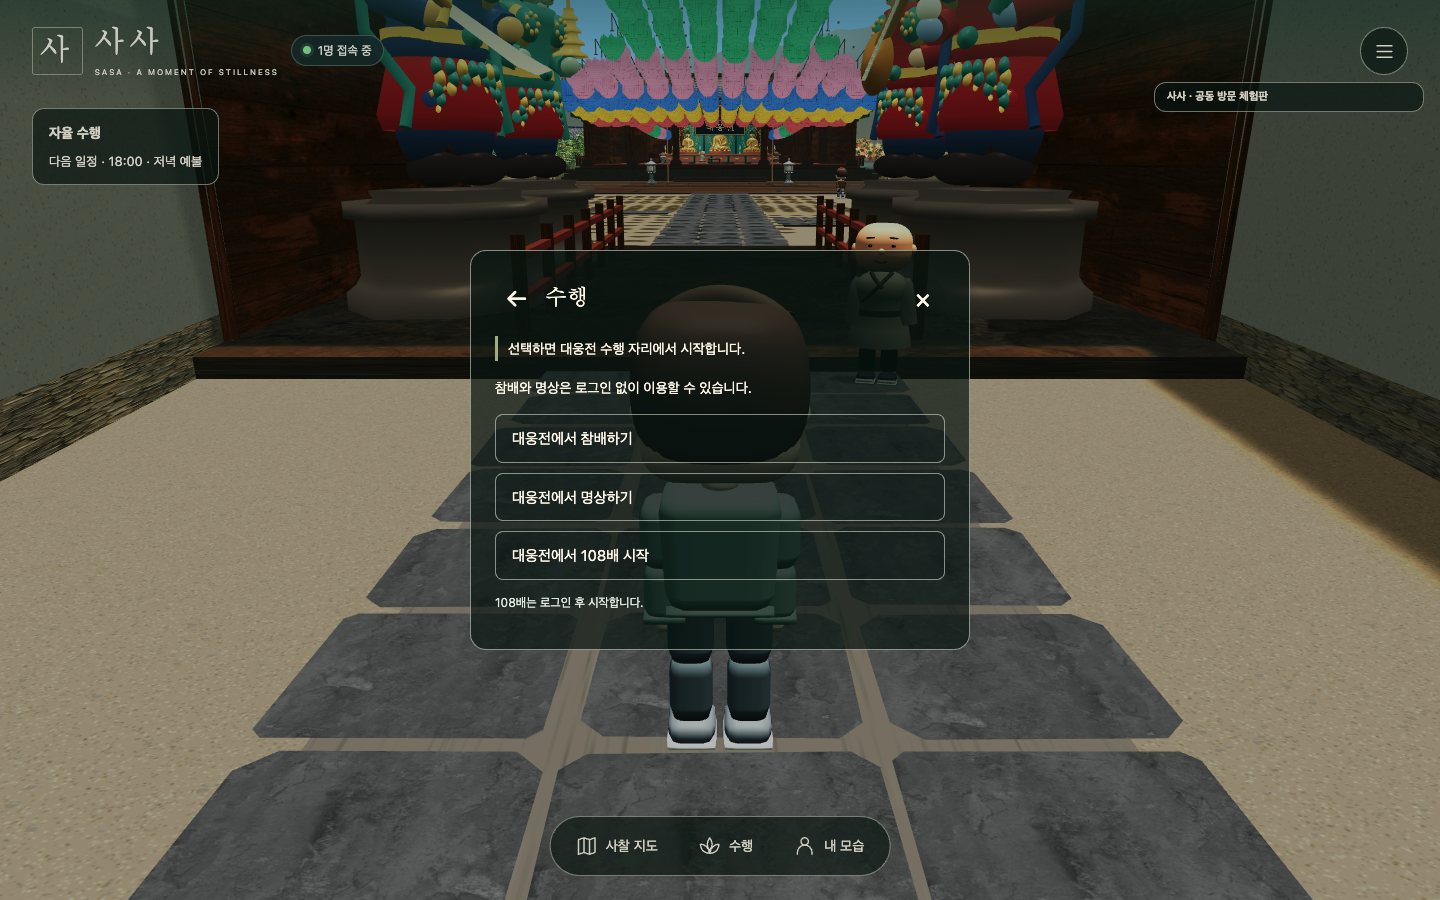 사
사사
SASA · A MOMENT OF STILLNESS
1명 접속 중
사사 · 공동 방문 체험판
자율 수행
다음 일정 · 18:00 · 저녁 예불
수행
선택하면 대웅전 수행 자리에서 시작합니다.
참배와 명상은 로그인 없이 이용할 수 있습니다.
대웅전에서 참배하기
대웅전에서 명상하기
대웅전에서 108배 시작
108배는 로그인 후 시작합니다.
사찰 지도
수행
내 모습